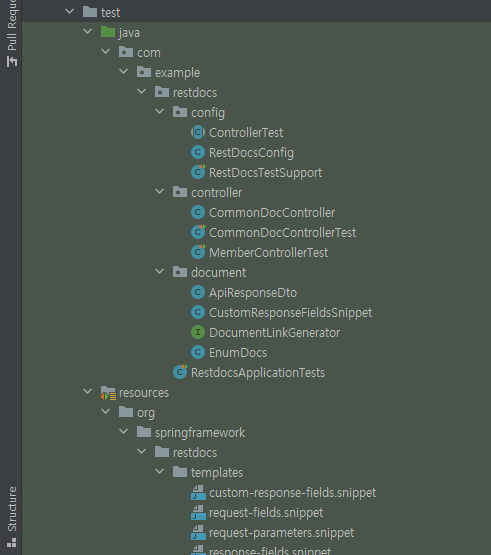 Pull Reque
test
java
com
example
restdocs
config
ControllerTest
RestDocsConfig
RestDocsTestSupport
controller
CommonDocController
CommonDocControllerTest
MemberControllerTest
document
ApiResponseDto
CustomResponseFieldsSnippet
DocumentLinkGenerator
EnumDocs
RestdocsApplicationTests
resources
org
springframework
restdocs
templates
custom-response-fields.snippet
request-fields.snippet
request-parameters.snippet
response-fields.snippet
Structure